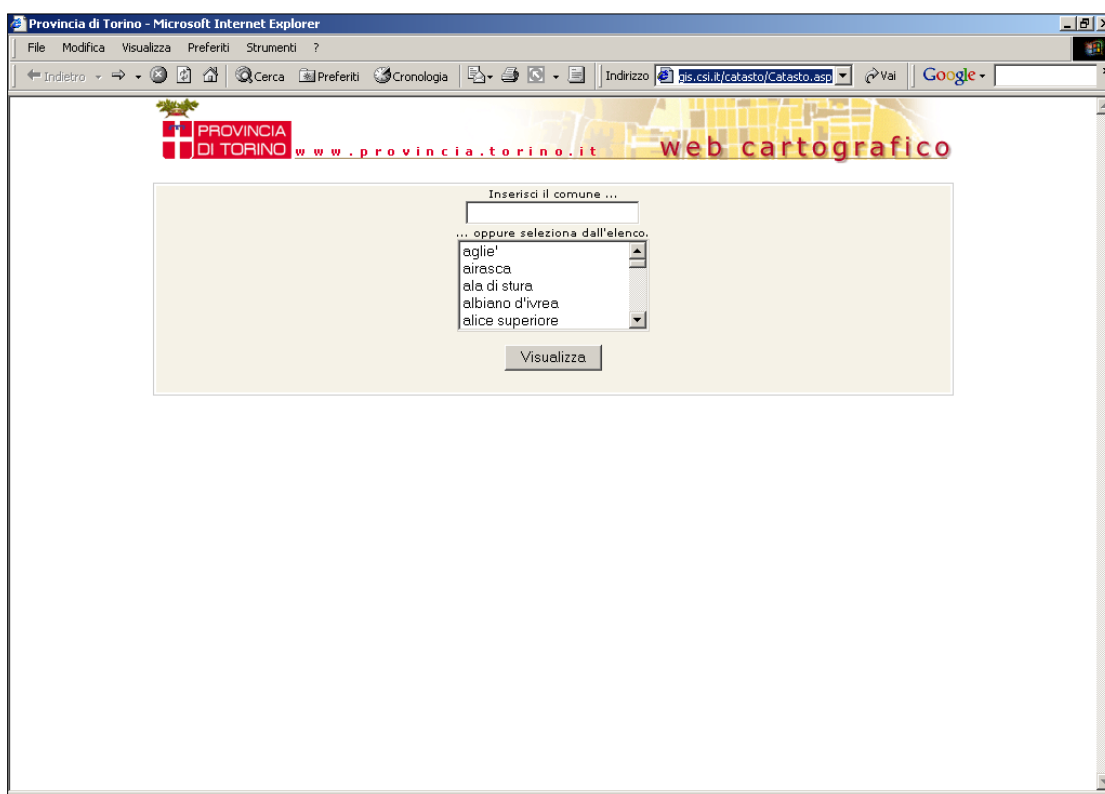 Provincia di Torino - Microsoft Internet Explorer
File Modifica Visualizza Preferiti Strumenti ?
Indietro Cerca Preferiti Cronologia Indirizzo gis.csi.it/catasto/Catasto.asp Vai Google
PROVINCIA
DI TORINO www.provincia.torino.it web cartografico
Inserisci il comune ...
... oppure seleziona dall'elenco.
aglie'
airasca
ala di stura
albiano d'ivrea
alice superiore
Visualizza